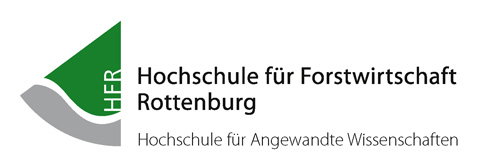 HFR
Hochschule für Forstwirtschaft
Rottenburg
Hochschule für Angewandte Wissenschaften